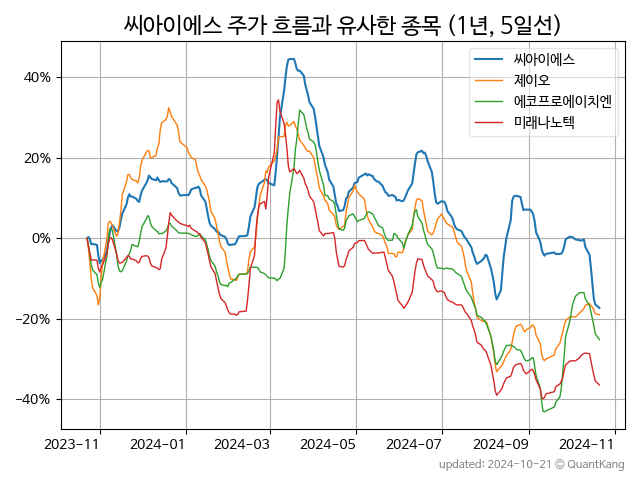 씨아이에스 주가 흐름과 유사한 종목 (1년, 5일선)
씨아이에스
제이오
에코프로에이치엔
미래나노텍
40%
20%
0%
−20%
−40%
2023−11 2024−01 2024−03 2024−05 2024−07 2024−09 2024−11
updated: 2024-10-21 © QuantKang